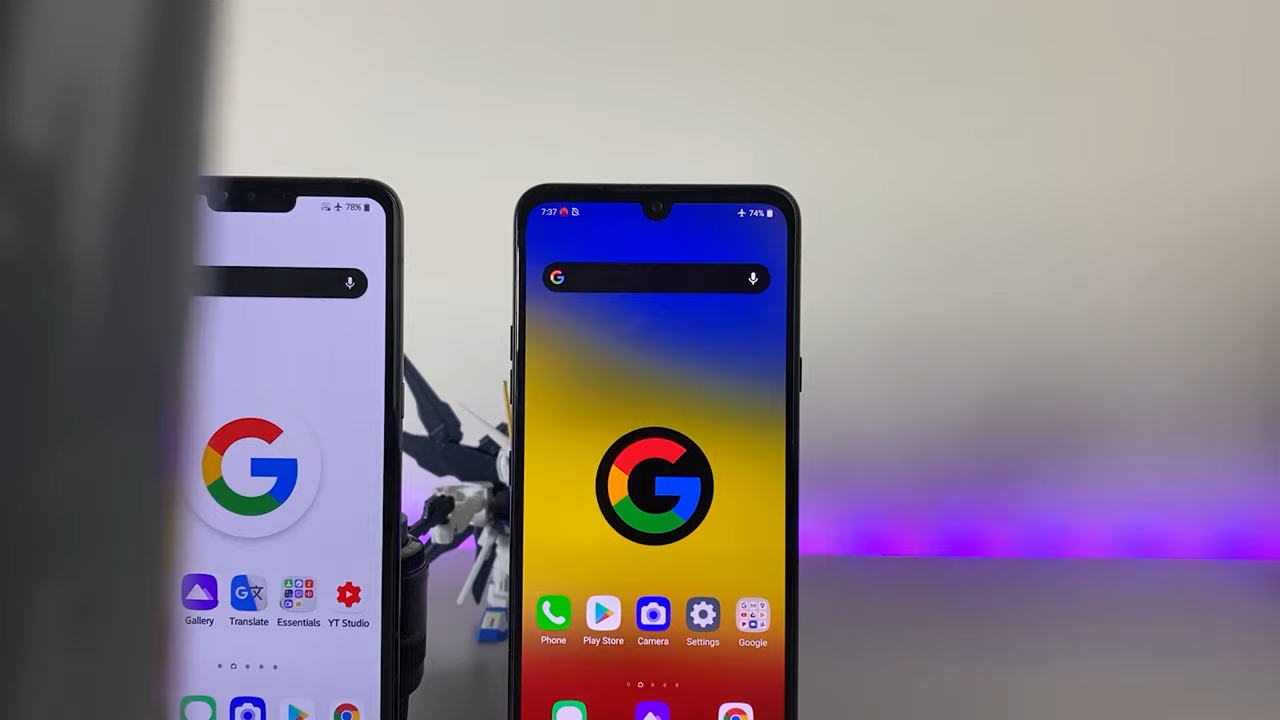 78%
Gallery Translate Essentials YT Studio
7:37 74%
G
G
Phone Play Store Camera Settings Google